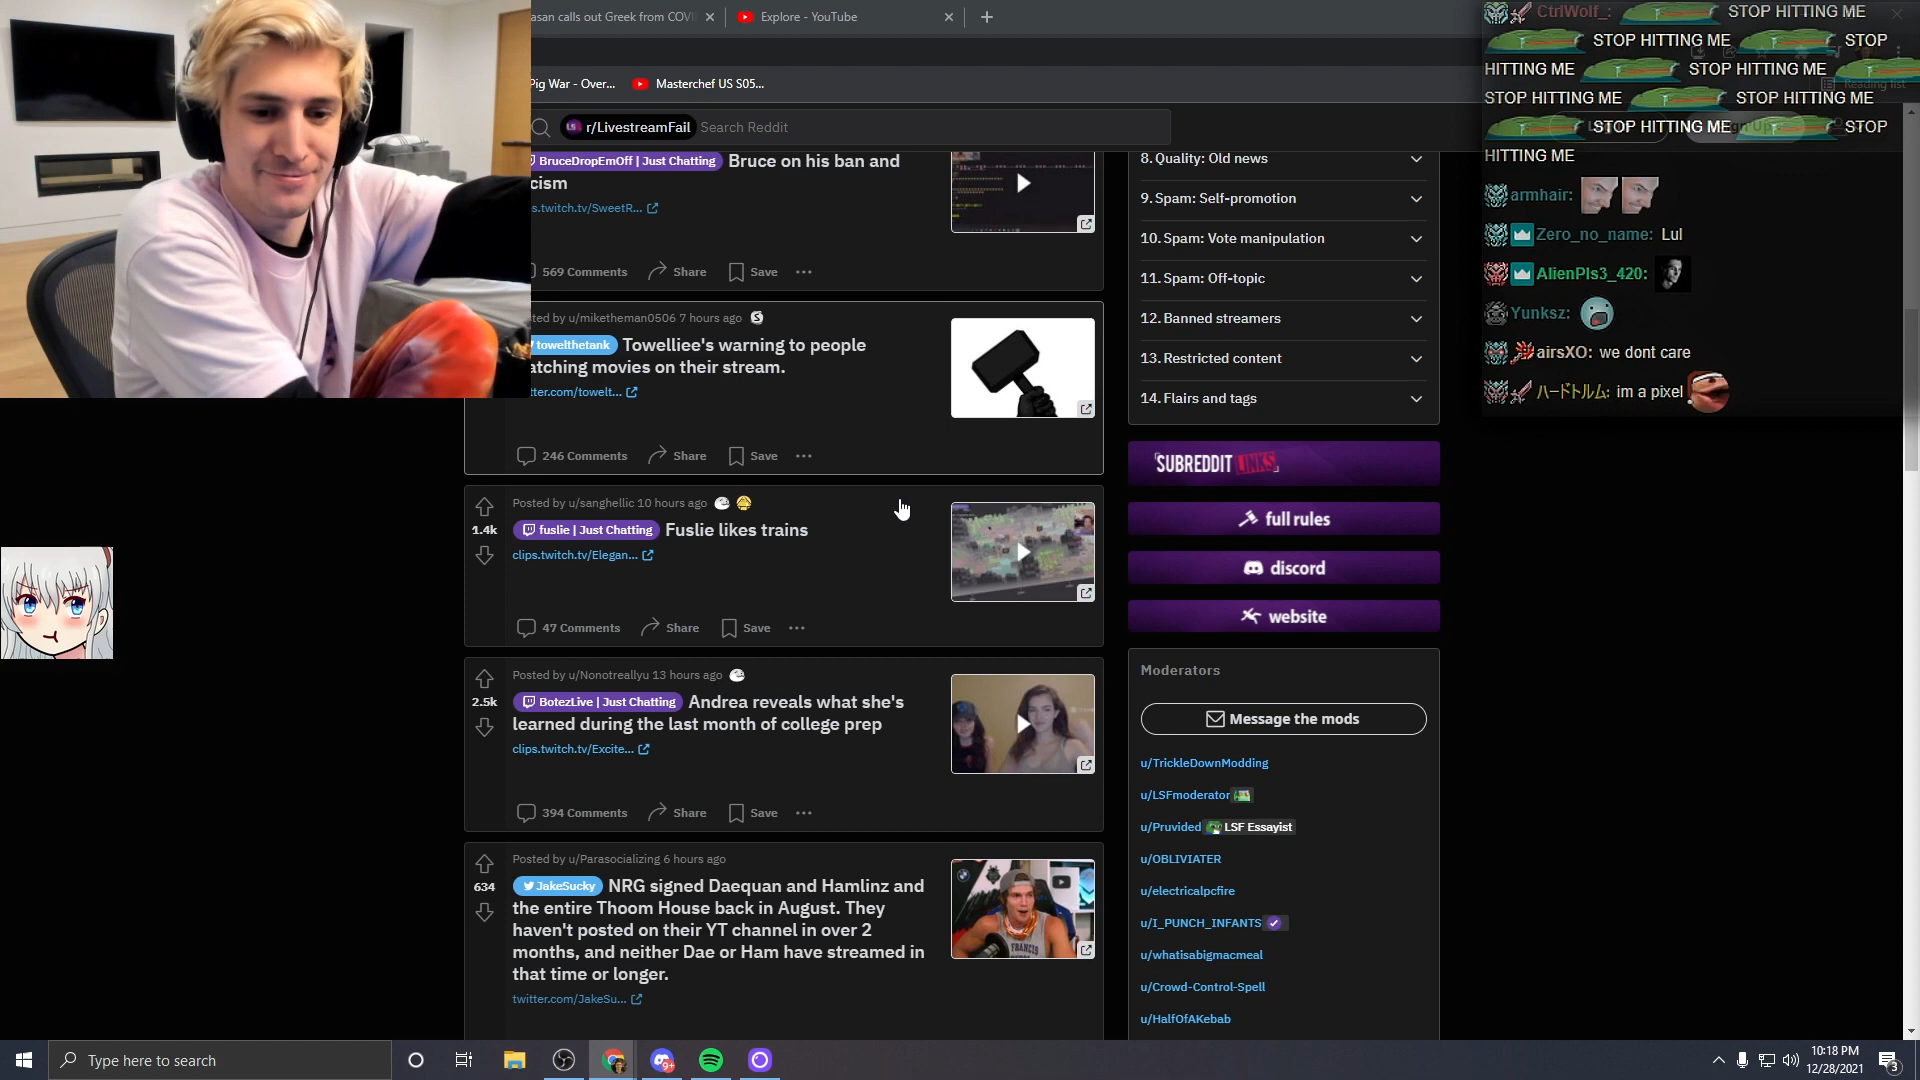 asan calls out Greek from COVI
Explore - YouTube
Pig War - Over...
Masterchef US S05...
Reading list
r/LivestreamFail Search Reddit
BruceDropEmOff | Just Chatting Bruce on his ban and
cism
s.twitch.tv/SweetR...
569 Comments Share Save
ted by u/miketheman0506 7 hours ago
towelthetank Towelliee's warning to people
atching movies on their stream.
tter.com/towelt...
246 Comments Share Save
Posted by u/sanghellic 10 hours ago
1.4k
fuslie | Just Chatting Fuslie likes trains
clips.twitch.tv/Elegan...
47 Comments Share Save
Posted by u/Nonotreallyu 13 hours ago
2.5k
BotezLive | Just Chatting Andrea reveals what she's
learned during the last month of college prep
clips.twitch.tv/Excite...
394 Comments Share Save
Posted by u/Parasocializing 6 hours ago
634
JakeSucky NRG signed Daequan and Hamlinz and
the entire Thoom House back in August. They
haven't posted on their YT channel in over 2
months, and neither Dae or Ham have streamed in
that time or longer.
twitter.com/JakeSu...
FRANCIS
8. Quality: Old news
9. Spam: Self-promotion
10. Spam: Vote manipulation
11. Spam: Off-topic
12. Banned streamers
13. Restricted content
14. Flairs and tags
SUBREDDIT LINKS
full rules
discord
website
Moderators
Message the mods
u/TrickleDownModding
u/LSFmoderator
u/Pruvided LSF Essayist
u/OBLIVIATER
u/electricalpcfire
u/I_PUNCH_INFANTS
u/whatisabigmacmeal
u/Crowd-Control-Spell
u/HalfOfAKebab
CtrlWolf_: STOP HITTING ME
STOP HITTING ME STOP
HITTING ME STOP HITTING ME
STOP HITTING ME STOP HITTING ME
STOP HITTING ME STOP
HITTING ME
armhair:
Zero_no_name: Lul
AlienPls3_420:
Yunksz:
airsXO: we dont care
ハードトルム: im a pixel
Type here to search
9+
10:18 PM
12/28/2021
3